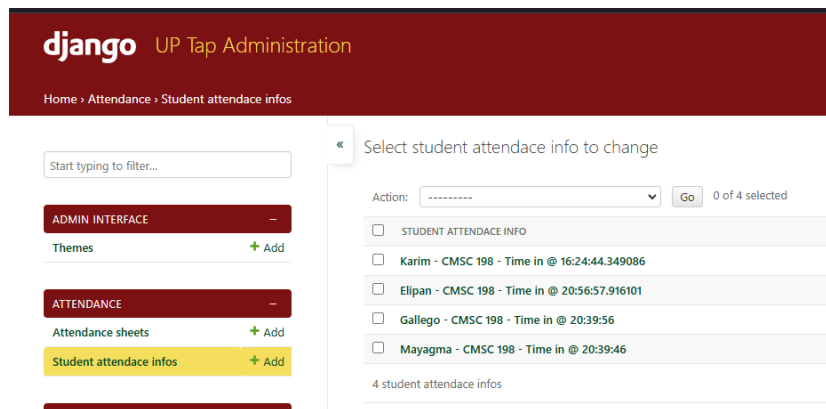 django UP Tap Administration
Home › Attendance › Student attendace infos
Start typing to filter...
ADMIN INTERFACE –
Themes + Add
ATTENDANCE –
Attendance sheets + Add
Student attendace infos + Add
«
Select student attendace info to change
Action: --------- Go 0 of 4 selected
STUDENT ATTENDACE INFO
Karim - CMSC 198 - Time in @ 16:24:44.349086
Elipan - CMSC 198 - Time in @ 20:56:57.916101
Gallego - CMSC 198 - Time in @ 20:39:56
Mayagma - CMSC 198 - Time in @ 20:39:46
4 student attendace infos